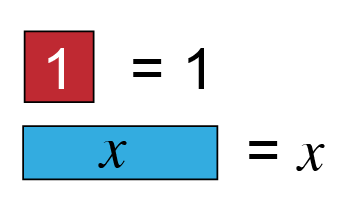 1 = 1
x = x